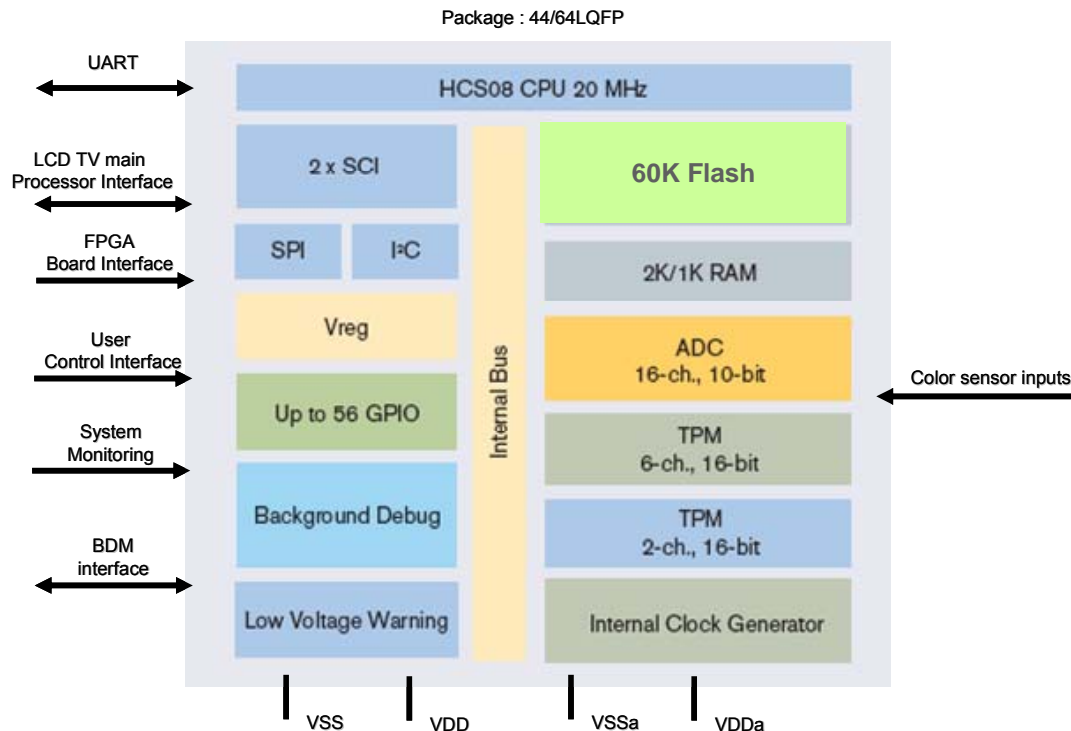 Package : 44/64LQFP
UART
LCD TV main
Processor Interface
FPGA
Board Interface
User
Control Interface
System
Monitoring
BDM
interface
HCS08 CPU 20 MHz
2 x SCI
SPI
I²C
Vreg
Up to 56 GPIO
Background Debug
Low Voltage Warning
Internal Bus
60K Flash
2K/1K RAM
ADC
16-ch., 10-bit
TPM
6-ch., 16-bit
TPM
2-ch., 16-bit
Internal Clock Generator
Color sensor inputs
VSS
VDD
VSSa
VDDa